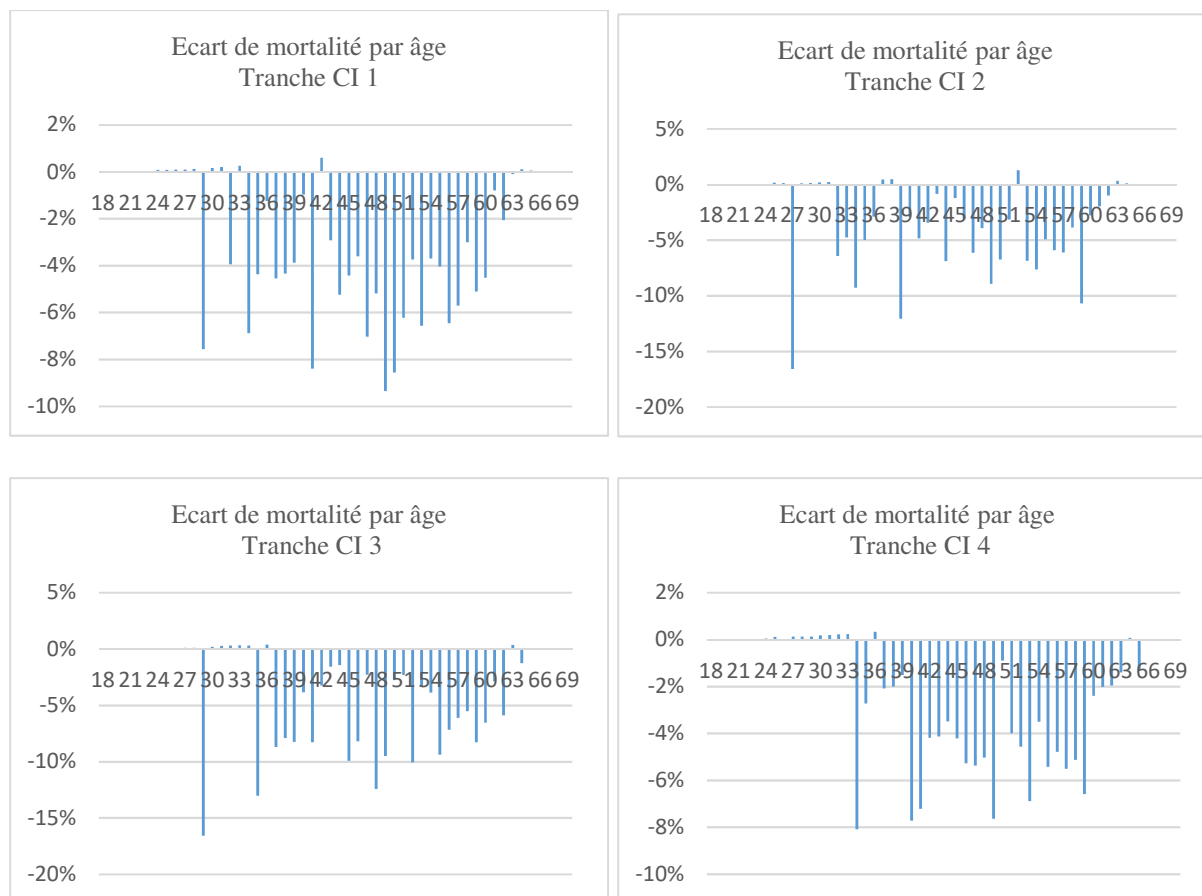 Ecart de mortalité par âge
Tranche CI 1
2%
0%
18 21 24 27 30 33 36 39 42 45 48 51 54 57 60 63 66 69
-2%
-4%
-6%
-8%
-10%
Ecart de mortalité par âge
Tranche CI 2
5%
0%
18 21 24 27 30 33 36 39 42 45 48 51 54 57 60 63 66 69
-5%
-10%
-15%
-20%
Ecart de mortalité par âge
Tranche CI 3
5%
0%
18 21 24 27 30 33 36 39 42 45 48 51 54 57 60 63 66 69
-5%
-10%
-15%
-20%
Ecart de mortalité par âge
Tranche CI 4
2%
0%
18 21 24 27 30 33 36 39 42 45 48 51 54 57 60 63 66 69
-2%
-4%
-6%
-8%
-10%